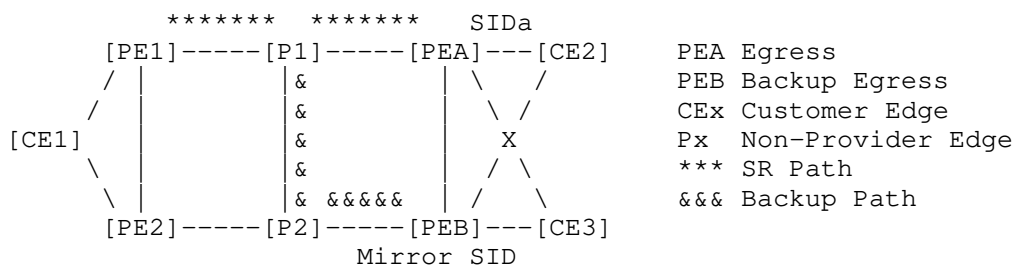 ******* ******* SIDa
[PE1]-----[P1]-----[PEA]---[CE2] PEA Egress
/ | |& | \ / PEB Backup Egress
/ | |& | \ / CEx Customer Edge
[CE1] | |& | X Px Non-Provider Edge
\ | |& | / \ *** SR Path
\ | |& &&&&& | / \ &&& Backup Path
[PE2]-----[P2]-----[PEB]---[CE3]
Mirror SID